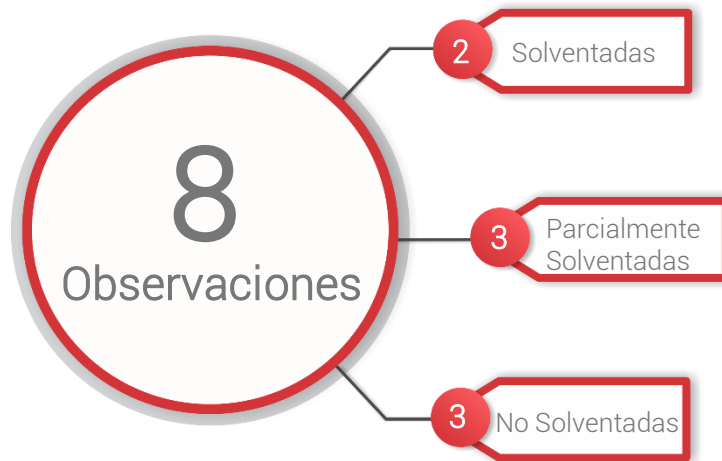 8
Observaciones
2
Solventadas
3
Parcialmente
Solventadas
3
No Solventadas